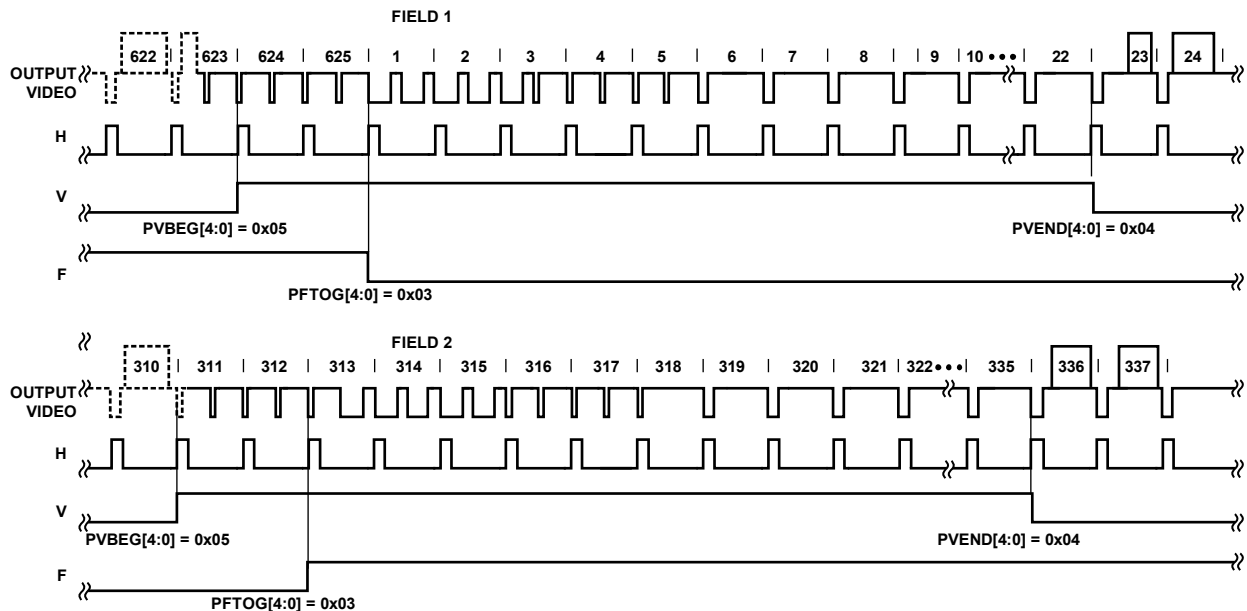 FIELD 1
622 623 624 625 1 2 3 4 5 6 7 8 9 10 ••• 22 23 24
OUTPUT
VIDEO
H
V
PVBEG[4:0] = 0x05 PVEND[4:0] = 0x04
F
PFTOG[4:0] = 0x03
FIELD 2
310 311 312 313 314 315 316 317 318 319 320 321 322 ••• 335 336 337
OUTPUT
VIDEO
H
V
PVBEG[4:0] = 0x05 PVEND[4:0] = 0x04
F
PFTOG[4:0] = 0x03